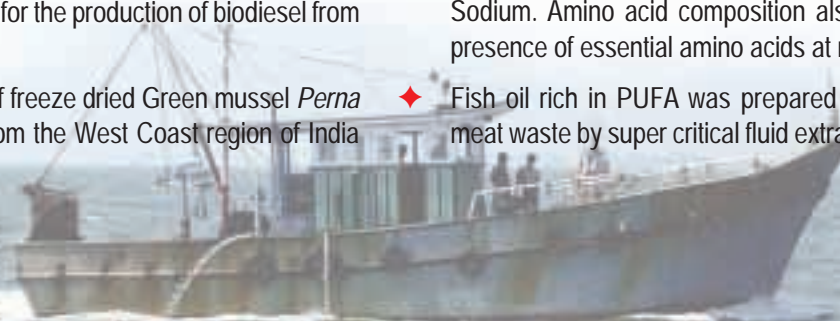 for the production of biodiesel from
f freeze dried Green mussel Perna
om the West Coast region of India
Sodium. Amino acid composition als
presence of essential amino acids at
Fish oil rich in PUFA was prepared
meat waste by super critical fluid extra